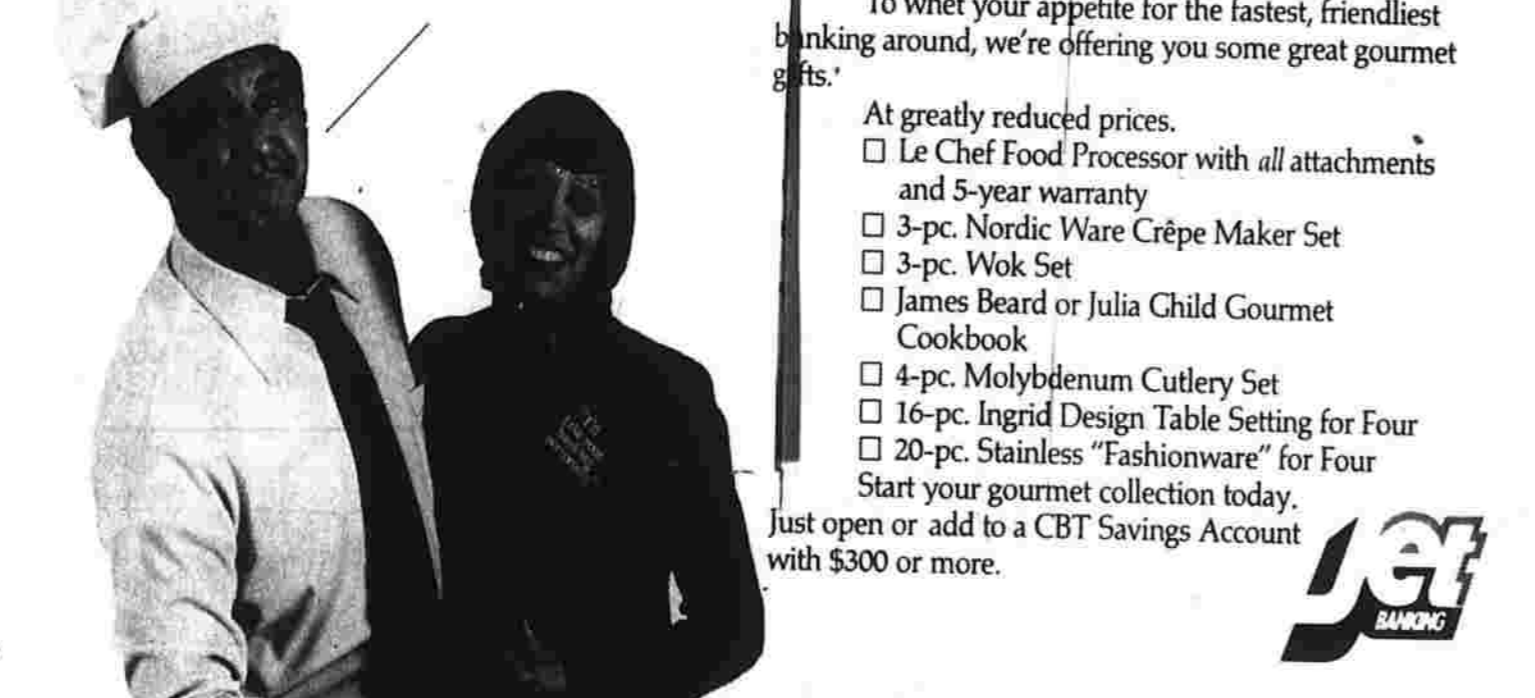 To whet your appetite for the fastest, friendliest
banking around, we're offering you some great gourmet
gifts.*
At greatly reduced prices.
☐ Le Chef Food Processor with all attachments
and 5-year warranty
☐ 3-pc. Nordic Ware Crêpe Maker Set
☐ 3-pc. Wok Set
☐ James Beard or Julia Child Gourmet
Cookbook
☐ 4-pc. Molybdenum Cutlery Set
☐ 16-pc. Ingrid Design Table Setting for Four
☐ 20-pc. Stainless "Fashionware" for Four
Start your gourmet collection today.
Just open or add to a CBT Savings Account
with $300 or more.
jet
BANKING